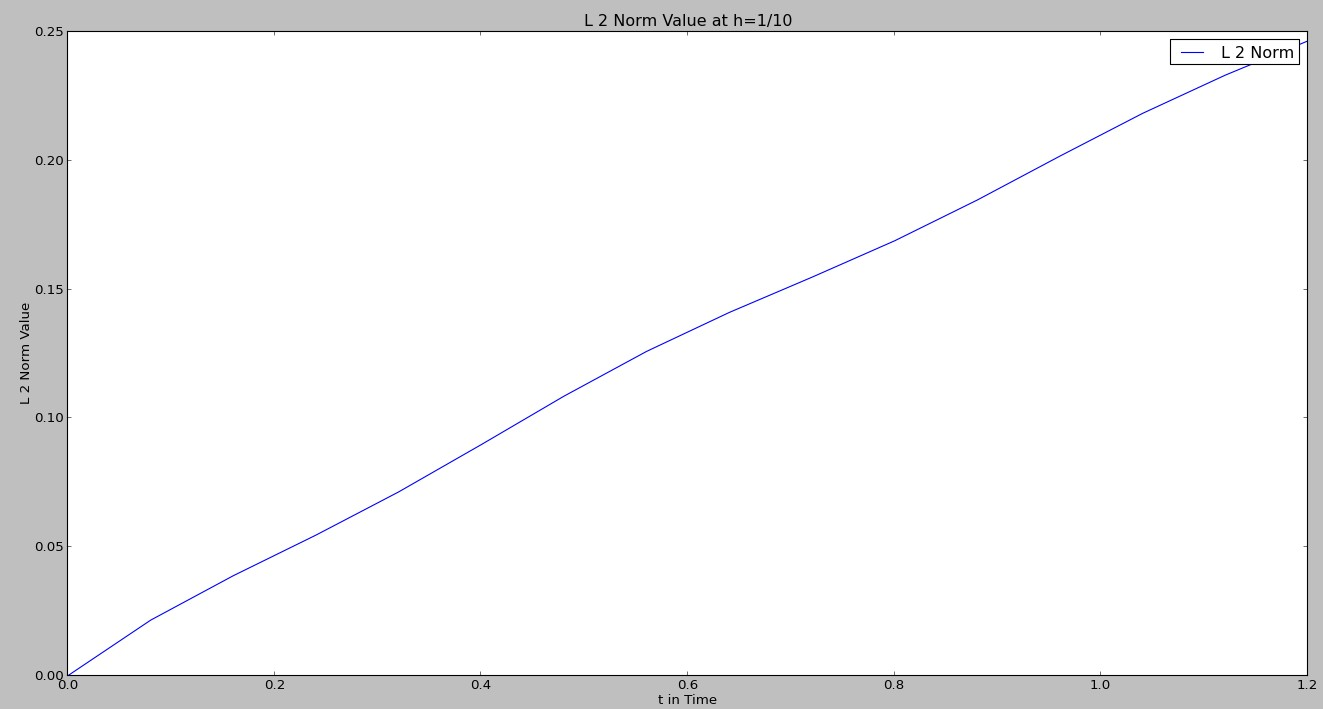 L 2 Norm Value at h=1/10
L 2 Norm
0.25
0.20
0.15
0.10
0.05
0.00
L 2 Norm Value
0.0 0.2 0.4 0.6 0.8 1.0 1.2
t in Time